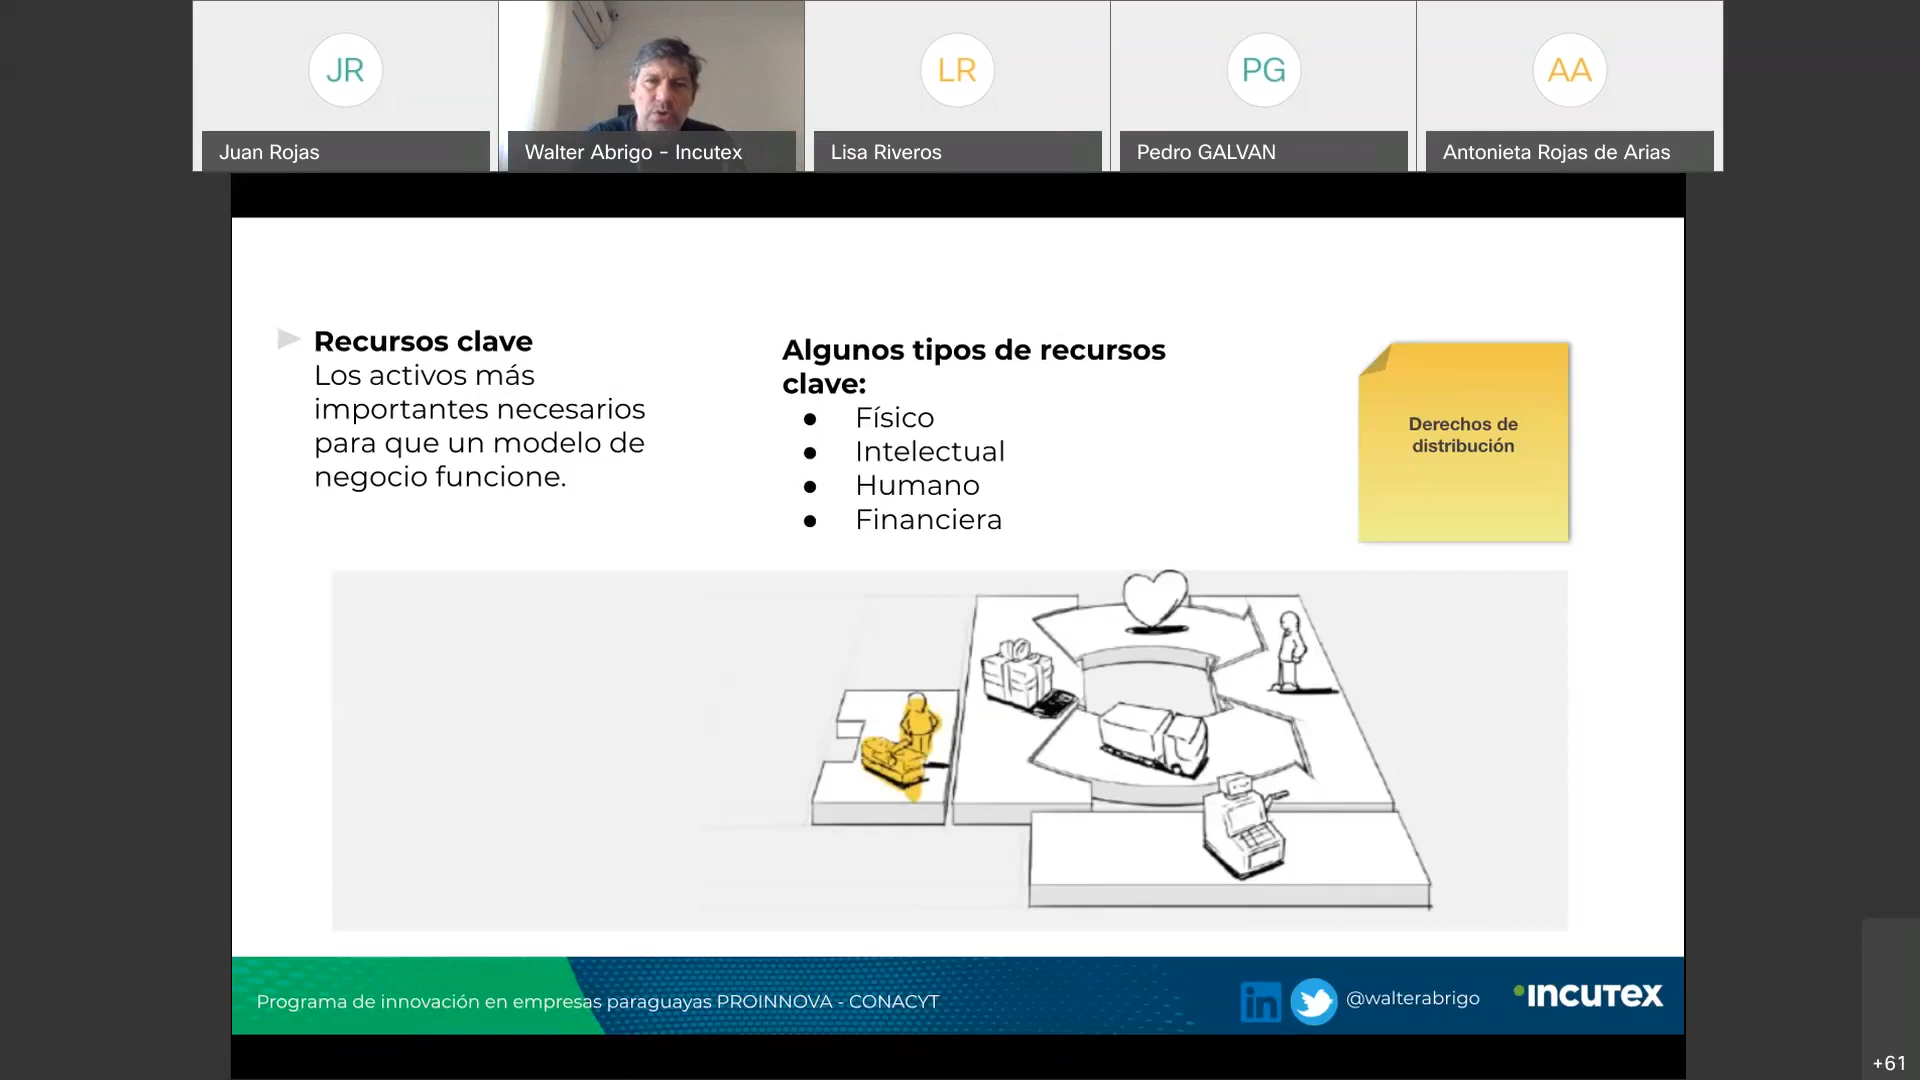 JR
LR
PG
AA
Juan Rojas
Walter Abrigo - Incutex
Lisa Riveros
Pedro GALVAN
Antonieta Rojas de Arias
Recursos clave
Los activos más
importantes necesarios
para que un modelo de
negocio funcione.
Algunos tipos de recursos
clave:
● Físico
● Intelectual
● Humano
● Financiera
Derechos de
distribución
Programa de innovación en empresas paraguayas PROINNOVA - CONACYT
in
@walterabrigo
INCUTEX
+61